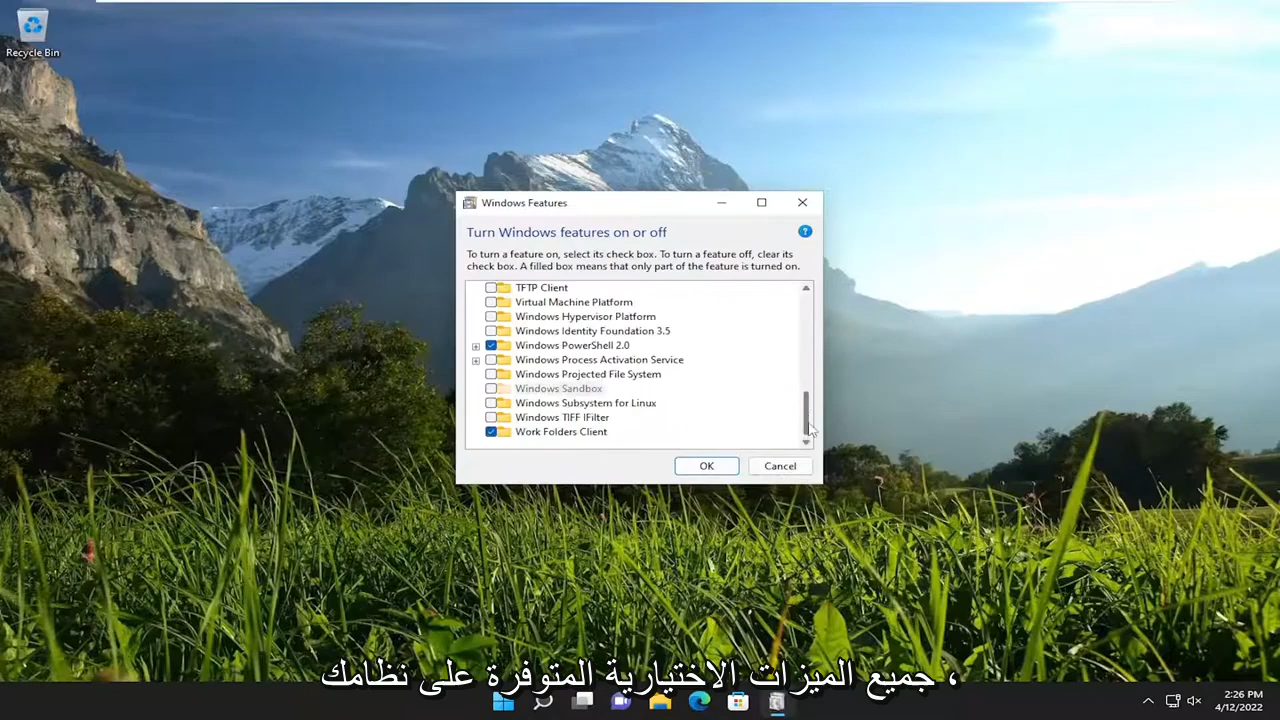 Recycle Bin
Windows Features
Turn Windows features on or off
To turn a feature on, select its check box. To turn a feature off, clear its
check box. A filled box means that only part of the feature is turned on.
TFTP Client
Virtual Machine Platform
Windows Hypervisor Platform
Windows Identity Foundation 3.5
Windows PowerShell 2.0
Windows Process Activation Service
Windows Projected File System
Windows Sandbox
Windows Subsystem for Linux
Windows TIFF IFilter
Work Folders Client
OK
Cancel
، جميع الميزات الاختيارية المتوفرة على نظامك
2:26 PM
4/12/2022